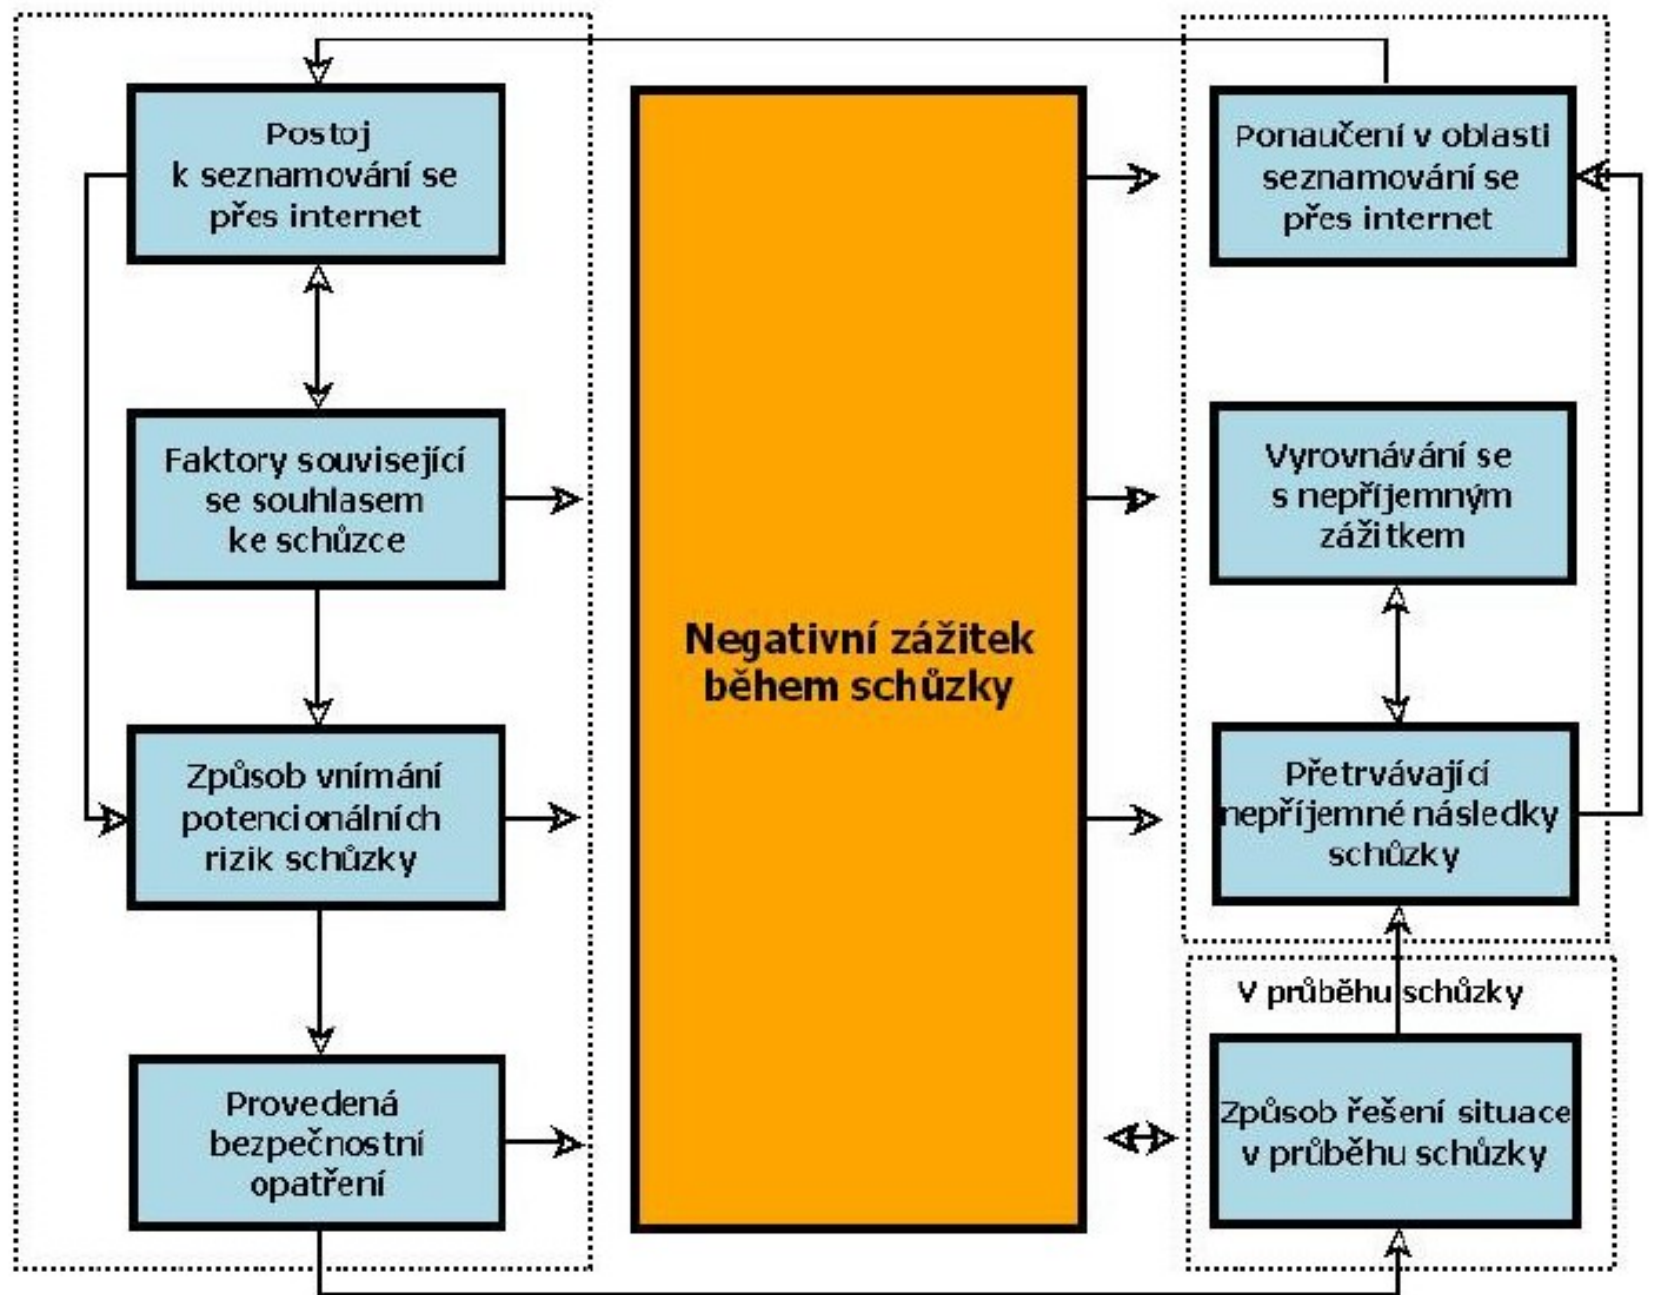 Postoj
k seznamování se
přes internet
Faktory související
se souhlasem
ke schůzce
Způsob vnímání
potencionálních
rizik schůzky
Provedená
bezpečnostní
opatření
Negativní zážitek
během schůzky
Ponaučení v oblasti
seznamování se
přes internet
Vyrovnávání se
s nepříjemným
zážitkem
Přetrvávající
nepříjemné následky
schůzky
V průběhu schůzky
Způsob řešení situace
v průběhu schůzky